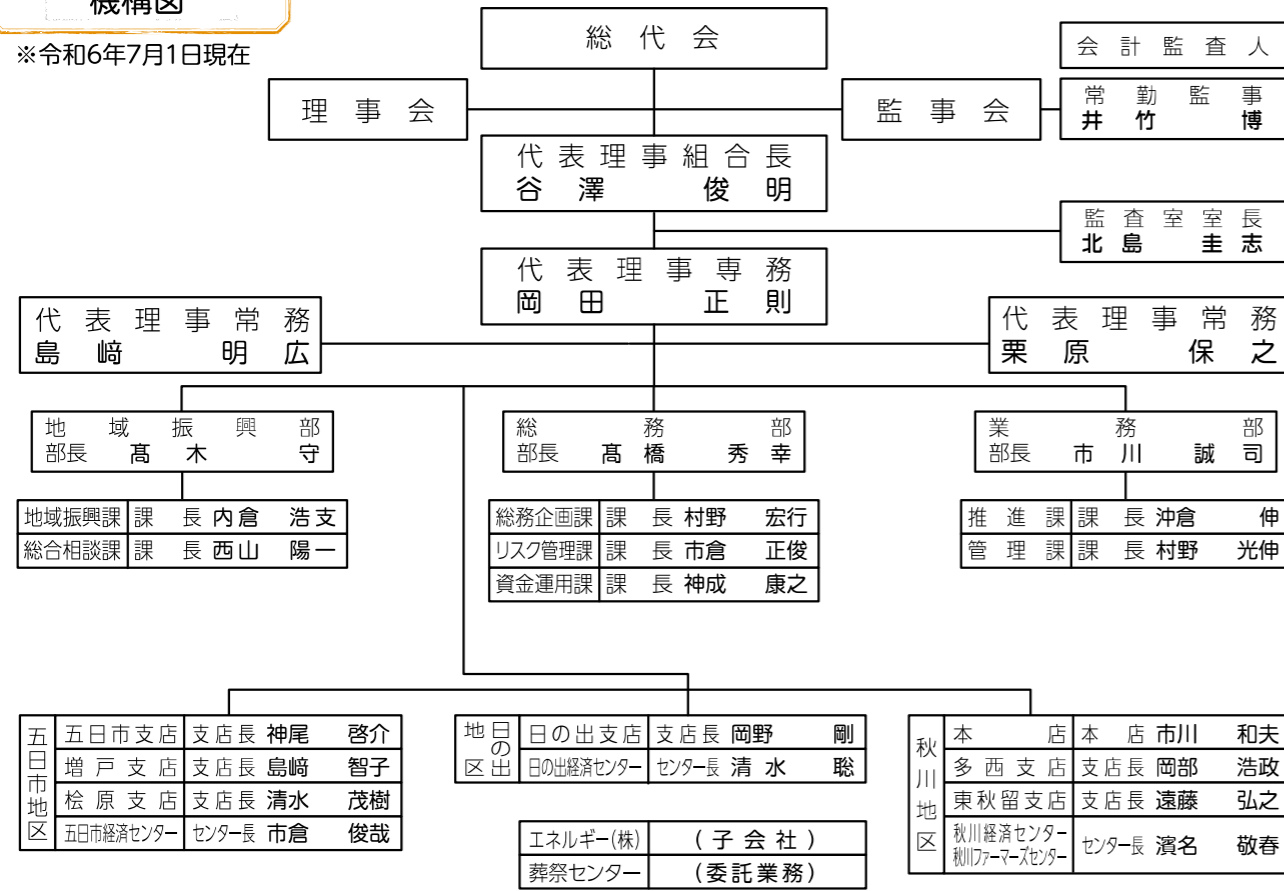 機構図
※令和6年7月1日現在
総代会
会計監査人
理事会
監事会
常勤監事
井竹 博
代表理事組合長
谷澤 俊明
監査室室長
北島 圭志
代表理事専務
岡田 正則
代表理事常務
島﨑 明広
代表理事常務
栗原 保之
地域振興部
部長 髙木 守
総務部
部長 髙橋 秀幸
業務部
部長 市川 誠司
地域振興課 課長 内倉 浩支
総合相談課 課長 西山 陽一
総務企画課 課長 村野 宏行
リスク管理課 課長 市倉 正俊
資金運用課 課長 神成 康之
推進課 課長 沖倉 伸
管理課 課長 村野 光伸
五日市地区
五日市支店 支店長 神尾 啓介
増戸支店 支店長 島﨑 智子
桧原支店 支店長 清水 茂樹
五日市経済センター センター長 市倉 俊哉
日の出地区
日の出支店 支店長 岡野 剛
日の出経済センター センター長 清水 聡
秋川地区
本店 本店 市川 和夫
多西支店 支店長 岡部 浩政
東秋留支店 支店長 遠藤 弘之
秋川経済センター
秋川ファーマーズセンター センター長 濱名 敬春
エネルギー(株) (子会社)
葬祭センター (委託業務)